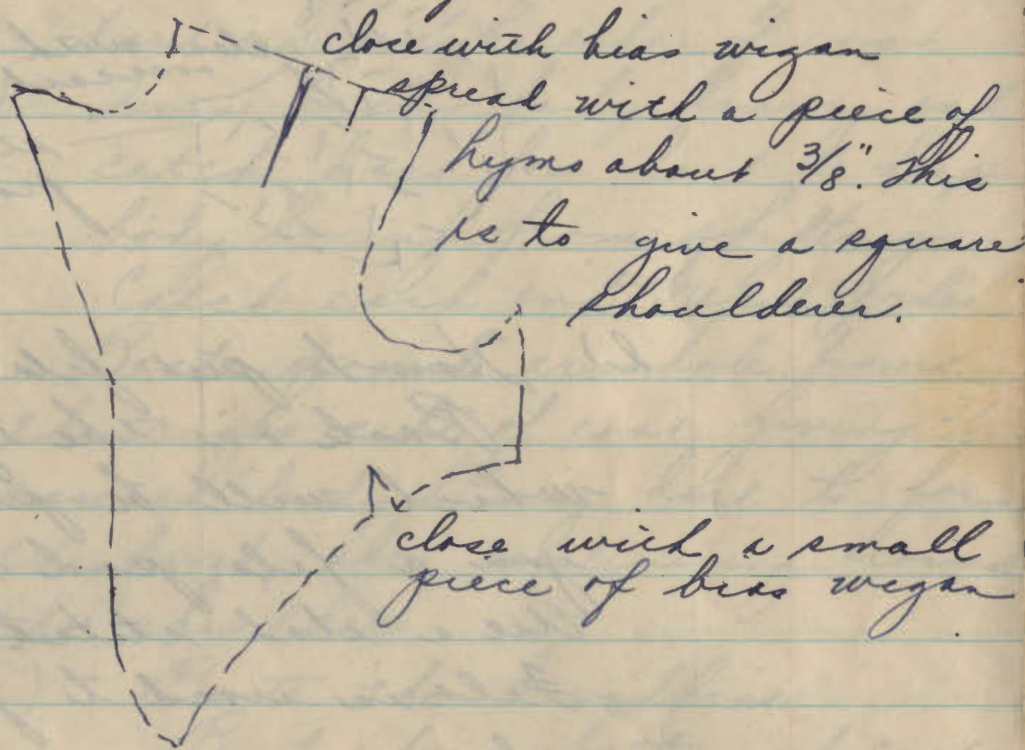 close with bias wigan
spread with a piece of
hymo about 3/8". This
is to give a square
shoulderer.
close with a small
piece of bias wigan